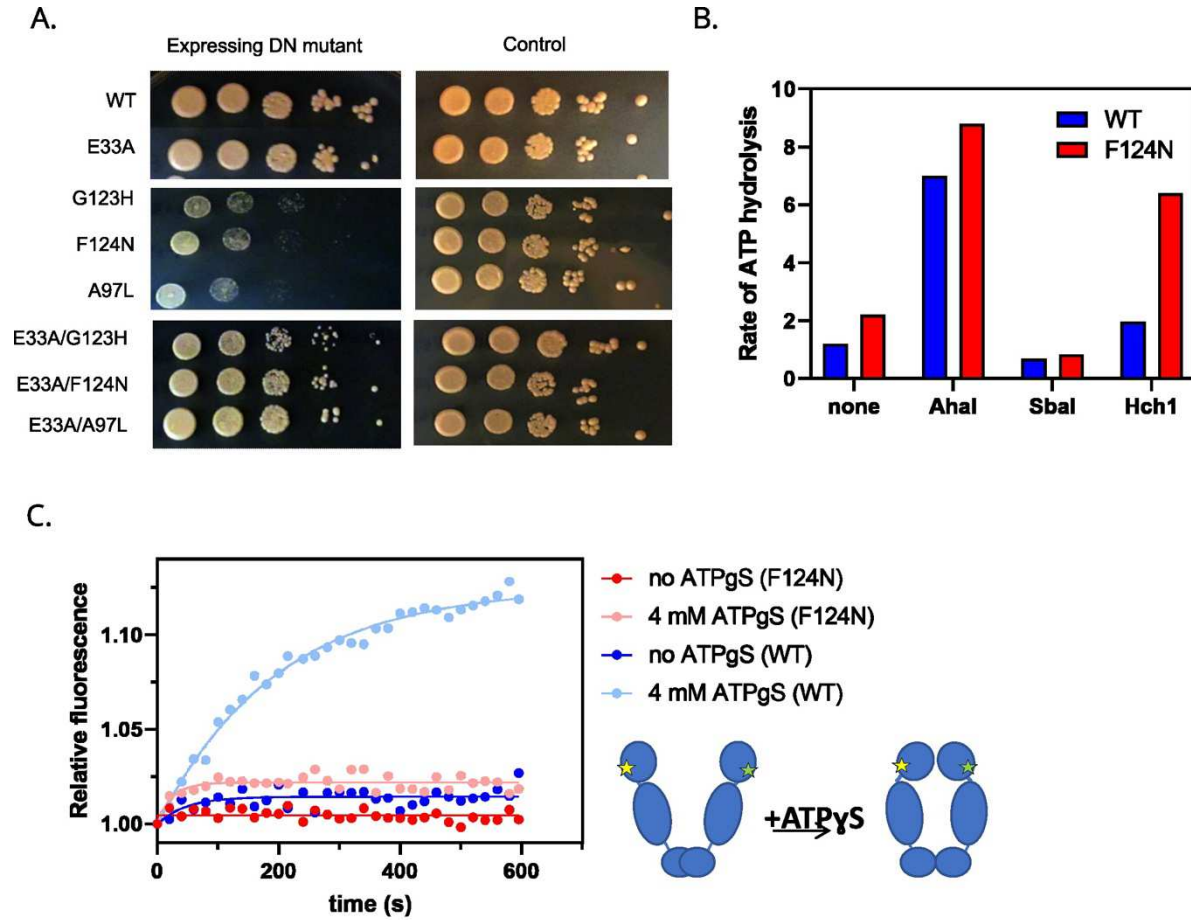 A.
Expressing DN mutant
Control
WT
E33A
G123H
F124N
A97L
E33A/G123H
E33A/F124N
E33A/A97L
B.
Rate of ATP hydrolysis
10
8
6
4
2
0
WT
F124N
none
AhaI
SbaI
Hch1
C.
Relative fluorescence
1.10
1.05
1.00
0
200
400
600
time (s)
no ATPgS (F124N)
4 mM ATPgS (F124N)
no ATPgS (WT)
4 mM ATPgS (WT)
+ATPɣS